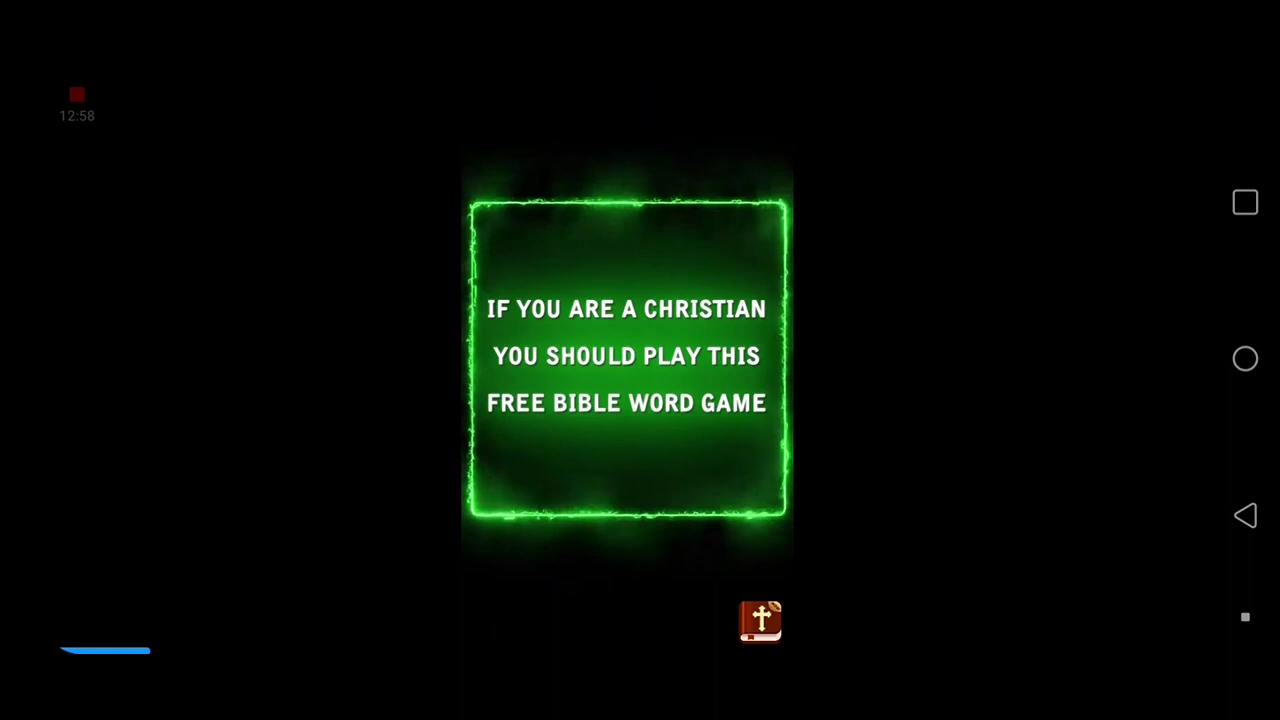 12:58
IF YOU ARE A CHRISTIAN
YOU SHOULD PLAY THIS
FREE BIBLE WORD GAME